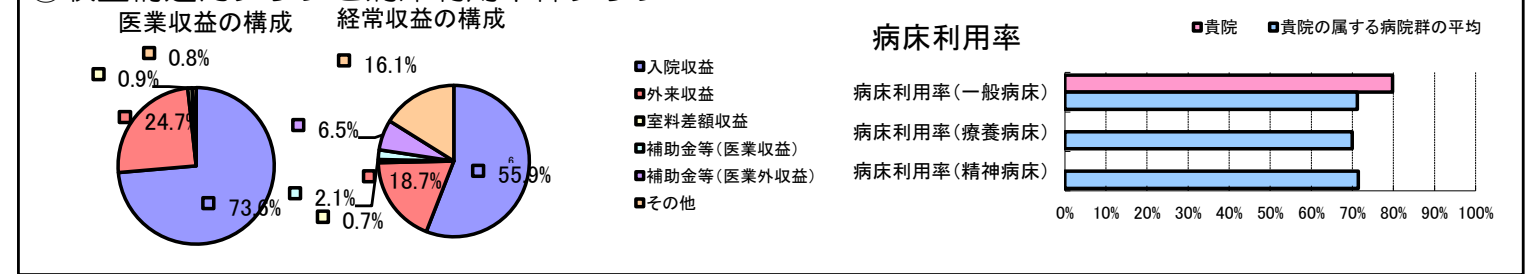 医業収益の構成
経常収益の構成
0.8%
0.9%
24.7%
73.6%
16.1%
6.5%
2.1%
0.7%
18.7%
55.9%
入院収益
外来収益
室料差額収益
補助金等(医業収益)
補助金等(医業外収益)
その他
病床利用率
貴院 貴院の属する病院群の平均
病床利用率(一般病床)
病床利用率(療養病床)
病床利用率(精神病床)
0% 10% 20% 30% 40% 50% 60% 70% 80% 90% 100%